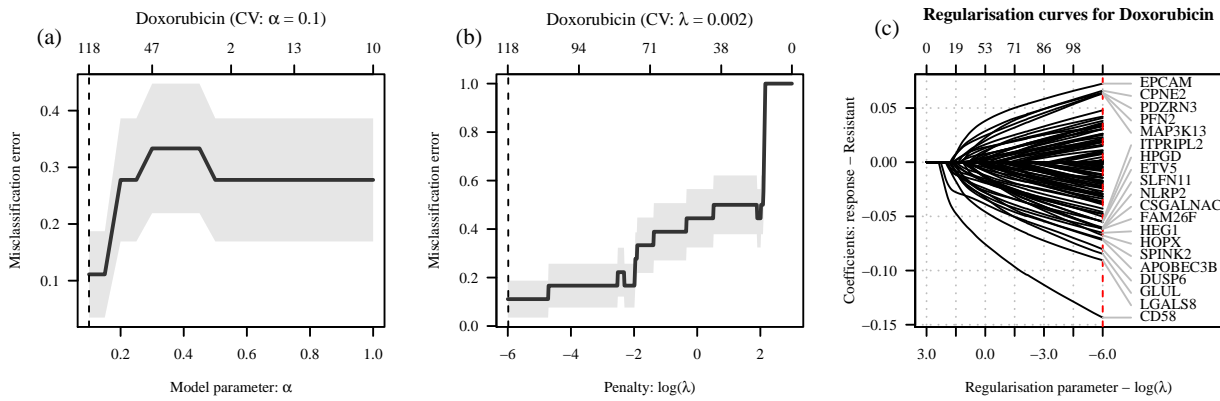 (a)
Doxorubicin (CV: α = 0.1)
118 47 2 13 10
Misclassification error
0.4
0.3
0.2
0.1
0.2 0.4 0.6 0.8 1.0
Model parameter: α
(b)
Doxorubicin (CV: λ = 0.002)
118 94 71 38 0
Misclassification error
1.0
0.8
0.6
0.4
0.2
0.0
−6 −4 −2 0 2
Penalty: log(λ)
Regularisation curves for Doxorubicin
(c)
0 19 53 71 86 98
Coefficients: response − Resistant
0.05
0.00
−0.05
−0.10
−0.15
3.0 0.0 −3.0 −6.0
Regularisation parameter − log(λ)
EPCAM
CPNE2
PDZRN3
PFN2
MAP3K13
ITPRIPL2
HPGD
ETV5
SLFN11
NLRP2
CSGALNAC
FAM26F
HEG1
HOPX
SPINK2
APOBEC3B
DUSP6
GLUL
LGALS8
CD58